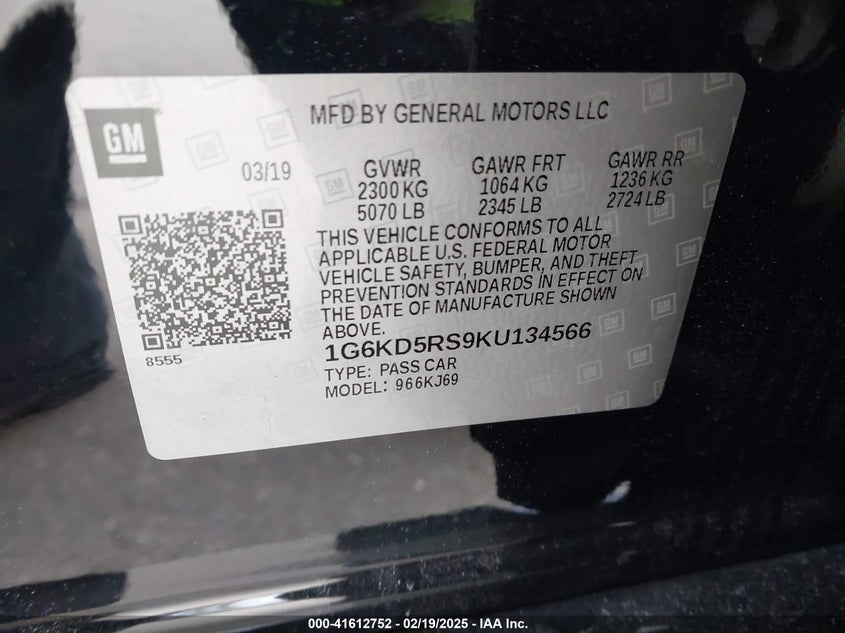 GM
MFD BY GENERAL MOTORS LLC
03/19
GVWR
2300 KG
5070 LB
GAWR FRT
1064 KG
2345 LB
GAWR RR
1236 KG
2724 LB
THIS VEHICLE CONFORMS TO ALL
APPLICABLE U.S. FEDERAL MOTOR
VEHICLE SAFETY, BUMPER, AND THEFT
PREVENTION STANDARDS IN EFFECT ON
THE DATE OF MANUFACTURE SHOWN
ABOVE.
8555
1G6KD5RS9KU134566
TYPE: PASS CAR
MODEL: 966KJ69
000-41612752 — 02/19/2025 — IAA Inc.